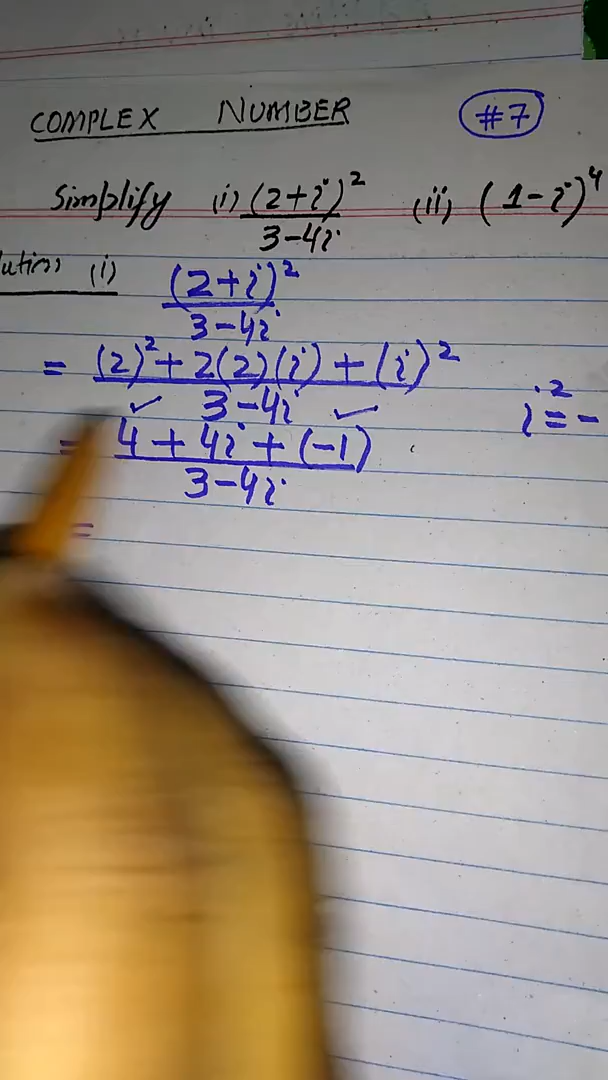 COMPLEX NUMBER #7
Simplify (i) (2+i)²/3-4i (ii) (1-i)⁴
(i) (2+i)²/3-4i
= (2)²+2(2)(i)+(i)²/3-4i
i²=-
= 4+4i+(-1)/3-4i
=